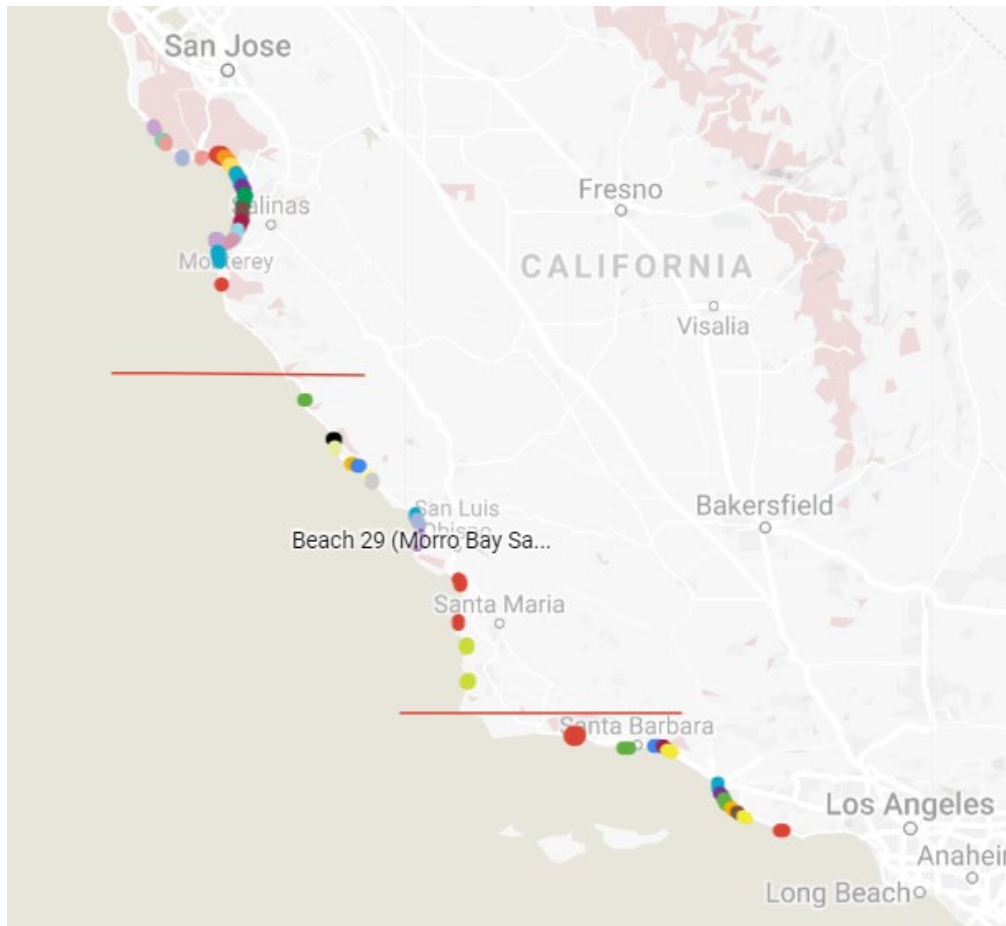 San Jose
Fresno
Salinas
Monterey
CALIFORNIA
Visalia
Bakersfield
San Luis
Obispo
Beach 29 (Morro Bay Sa...
Santa Maria
Santa Barbara
Los Angeles
Anahei
Long Beach